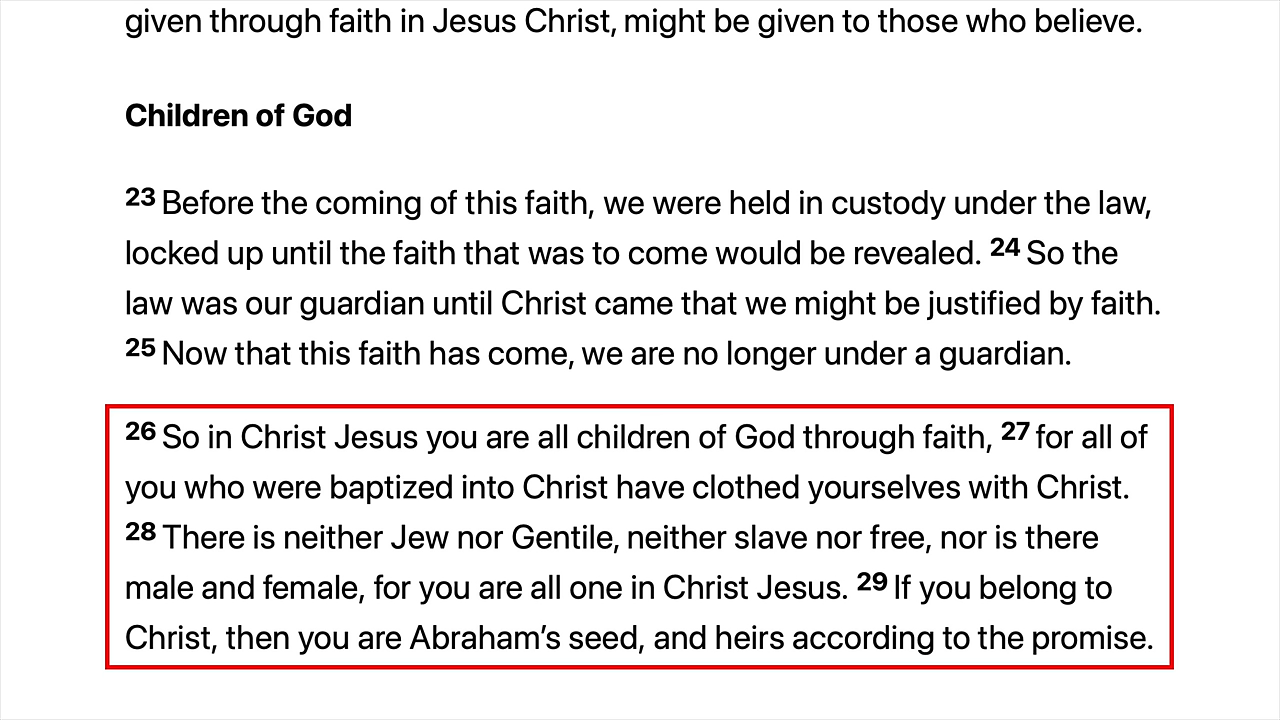 given through faith in Jesus Christ, might be given to those who believe.
Children of God
23 Before the coming of this faith, we were held in custody under the law,
locked up until the faith that was to come would be revealed. 24 So the
law was our guardian until Christ came that we might be justified by faith.
25 Now that this faith has come, we are no longer under a guardian.
26 So in Christ Jesus you are all children of God through faith, 27 for all of
you who were baptized into Christ have clothed yourselves with Christ.
28 There is neither Jew nor Gentile, neither slave nor free, nor is there
male and female, for you are all one in Christ Jesus. 29 If you belong to
Christ, then you are Abraham’s seed, and heirs according to the promise.